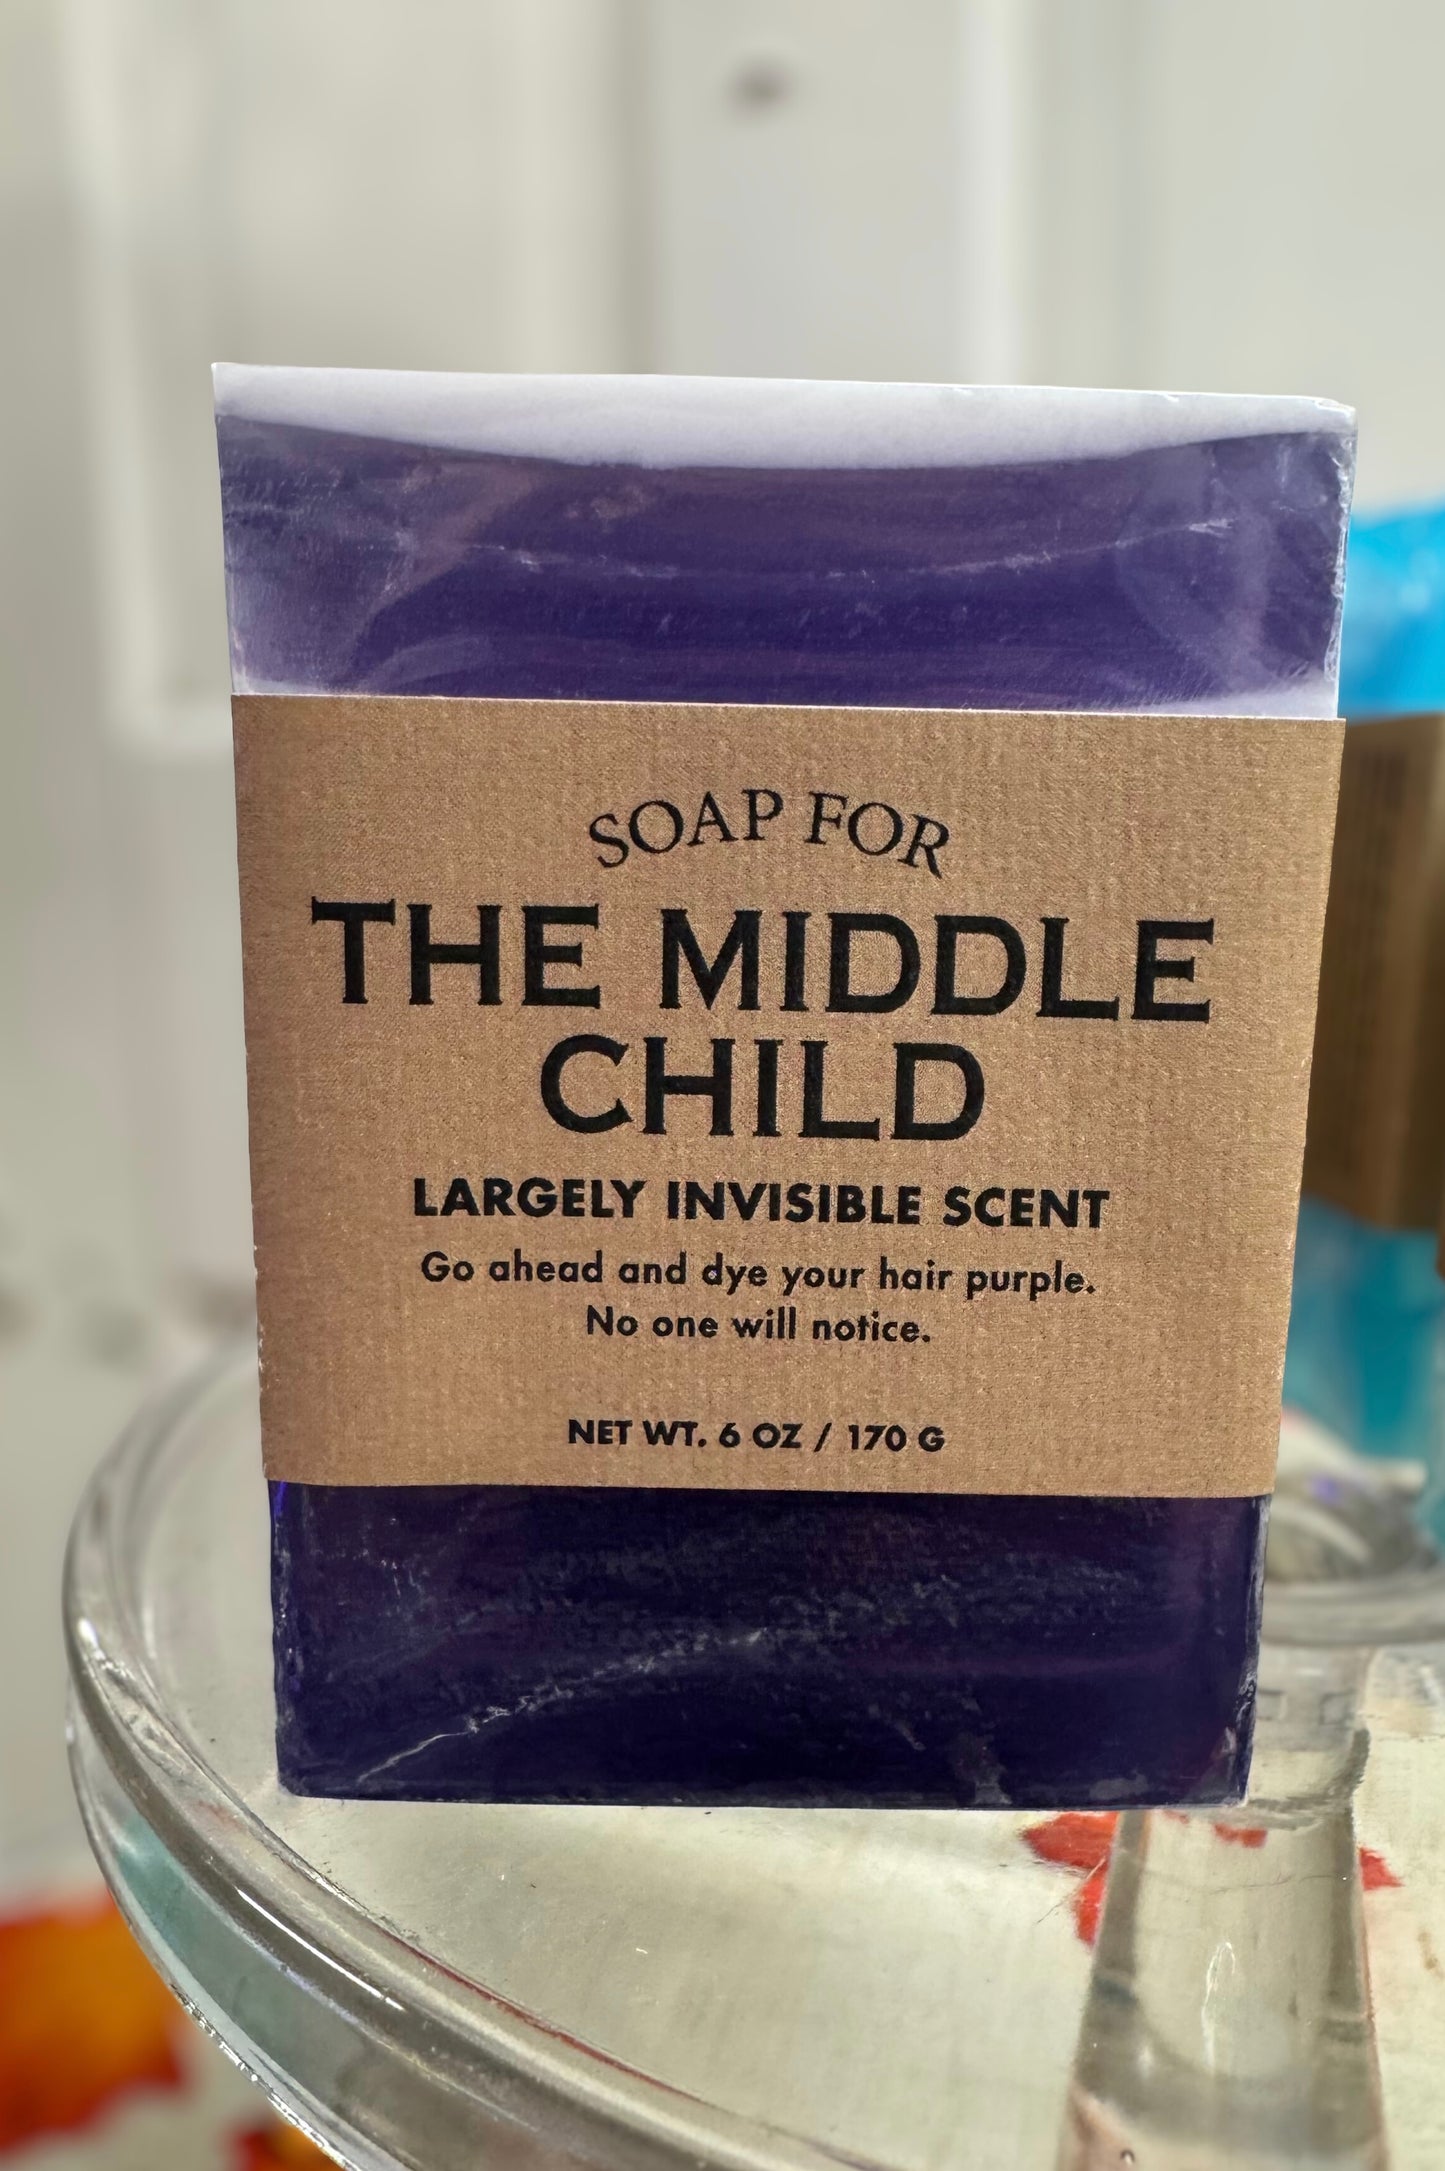 SOAP FOR
THE MIDDLE
CHILD
LARGELY INVISIBLE SCENT
Go ahead and dye your hair purple.
No one will notice.
NET WT. 6 OZ / 170 G